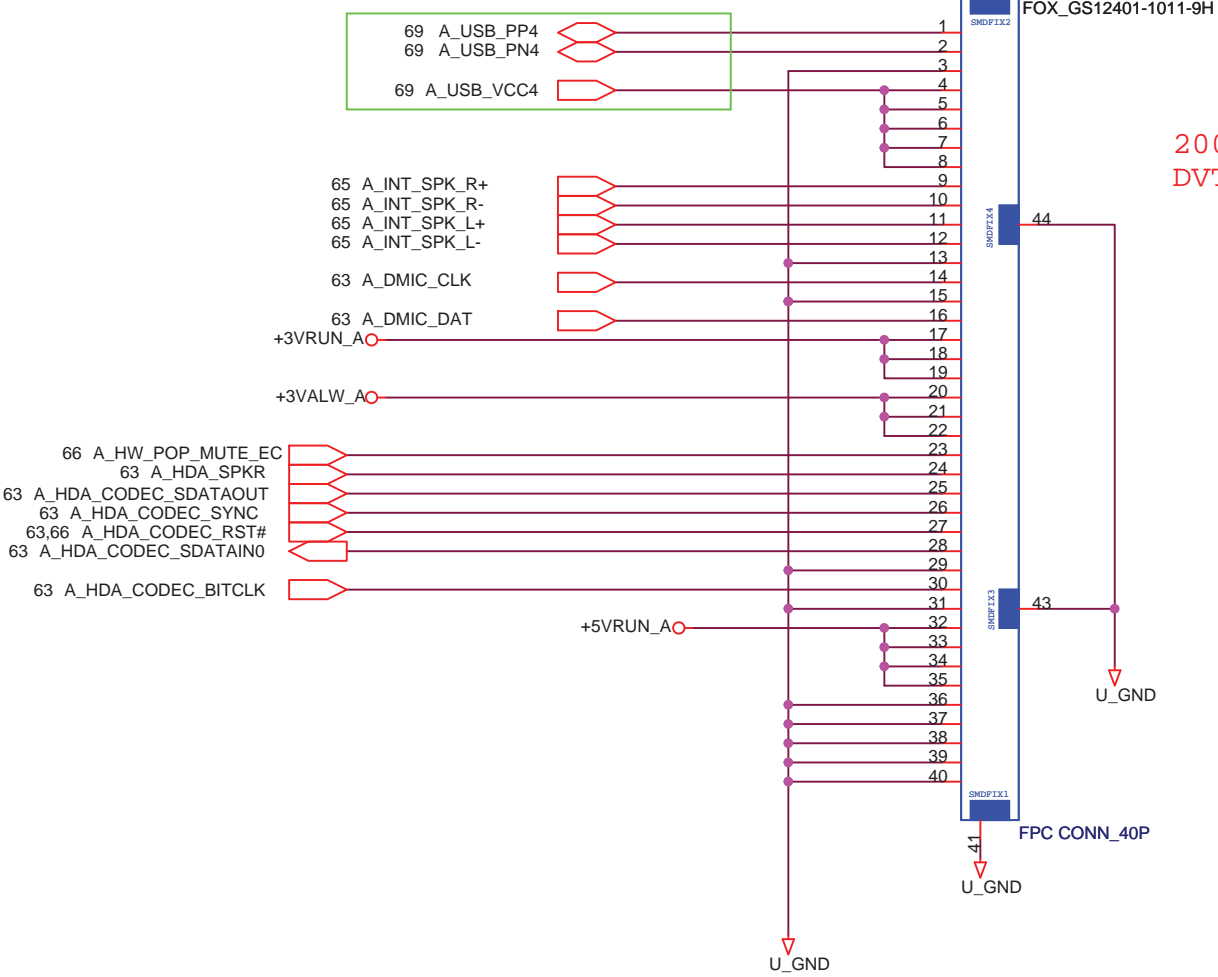 FOX_GS12401-1011-9H
SMDFIX2
69 A_USB_PP4 1
69 A_USB_PN4 2
3
69 A_USB_VCC4 4
5
6
7
8
65 A_INT_SPK_R+ 9
65 A_INT_SPK_R- 10
65 A_INT_SPK_L+ 11
65 A_INT_SPK_L- 12
SMDFIX4
44
13
63 A_DMIC_CLK 14
15
63 A_DMIC_DAT 16
+3VRUN_A 17
18
19
+3VALW_A 20
21
22
66 A_HW_POP_MUTE_EC 23
63 A_HDA_SPKR 24
63 A_HDA_CODEC_SDATAOUT 25
63 A_HDA_CODEC_SYNC 26
63,66 A_HDA_CODEC_RST# 27
63 A_HDA_CODEC_SDATAIN0 28
29
63 A_HDA_CODEC_BITCLK 30
31
SMDFIX3
43
+5VRUN_A 32
33
34
35
U_GND
36
37
38
39
40
SMDFIX1
FPC CONN_40P
41
U_GND
U_GND